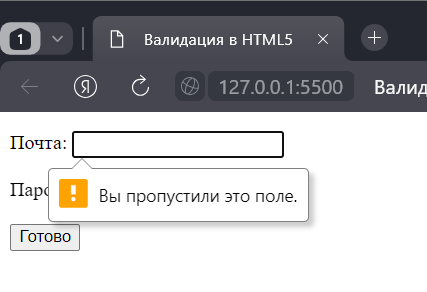 1
Валидация в HTML5
127.0.0.1:5500
Валид
Почта:
Паро
Вы пропустили это поле.
Готово